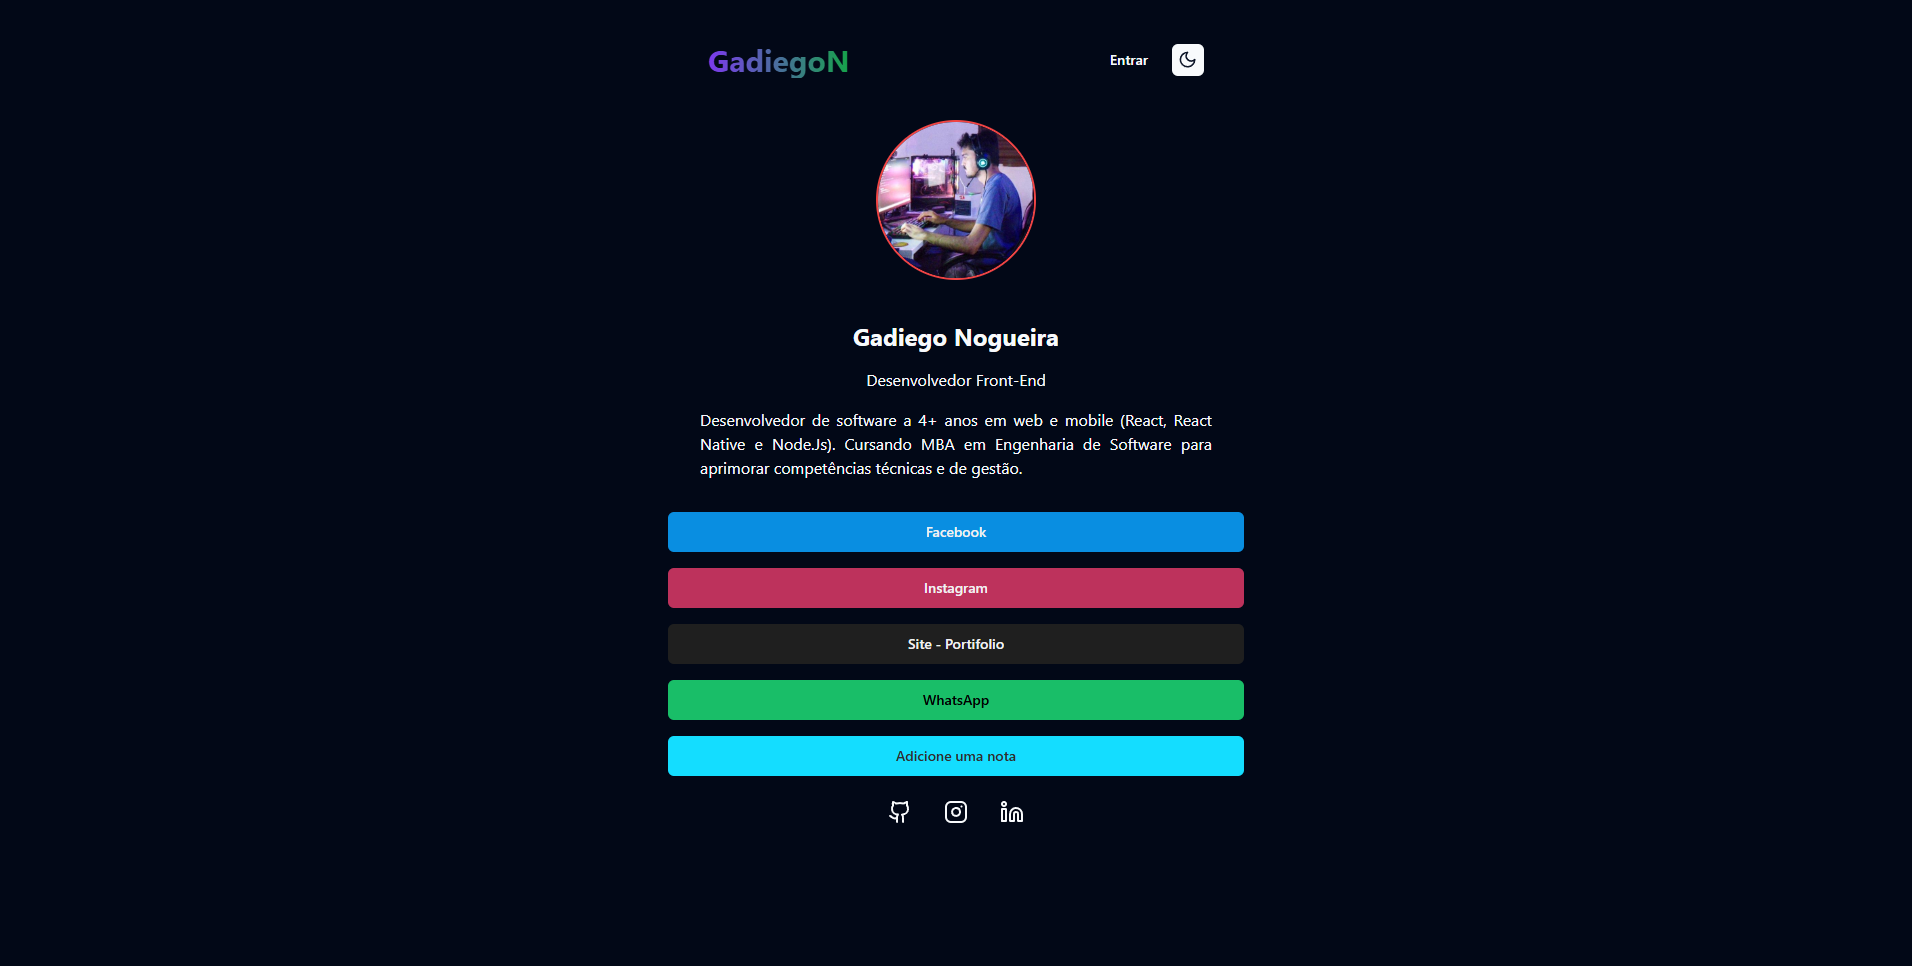 GadiegoN
Entrar
Gadiego Nogueira
Desenvolvedor Front-End
Desenvolvedor de software a 4+ anos em web e mobile (React, React
Native e Node.Js). Cursando MBA em Engenharia de Software para
aprimorar competências técnicas e de gestão.
Facebook
Instagram
Site - Portifolio
WhatsApp
Adicione uma nota